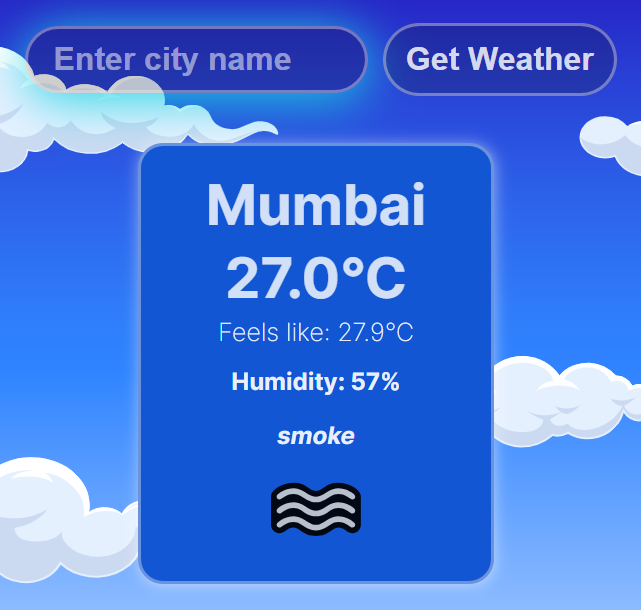 Enter city name
Get Weather
Mumbai
27.0°C
Feels like: 27.9°C
Humidity: 57%
smoke